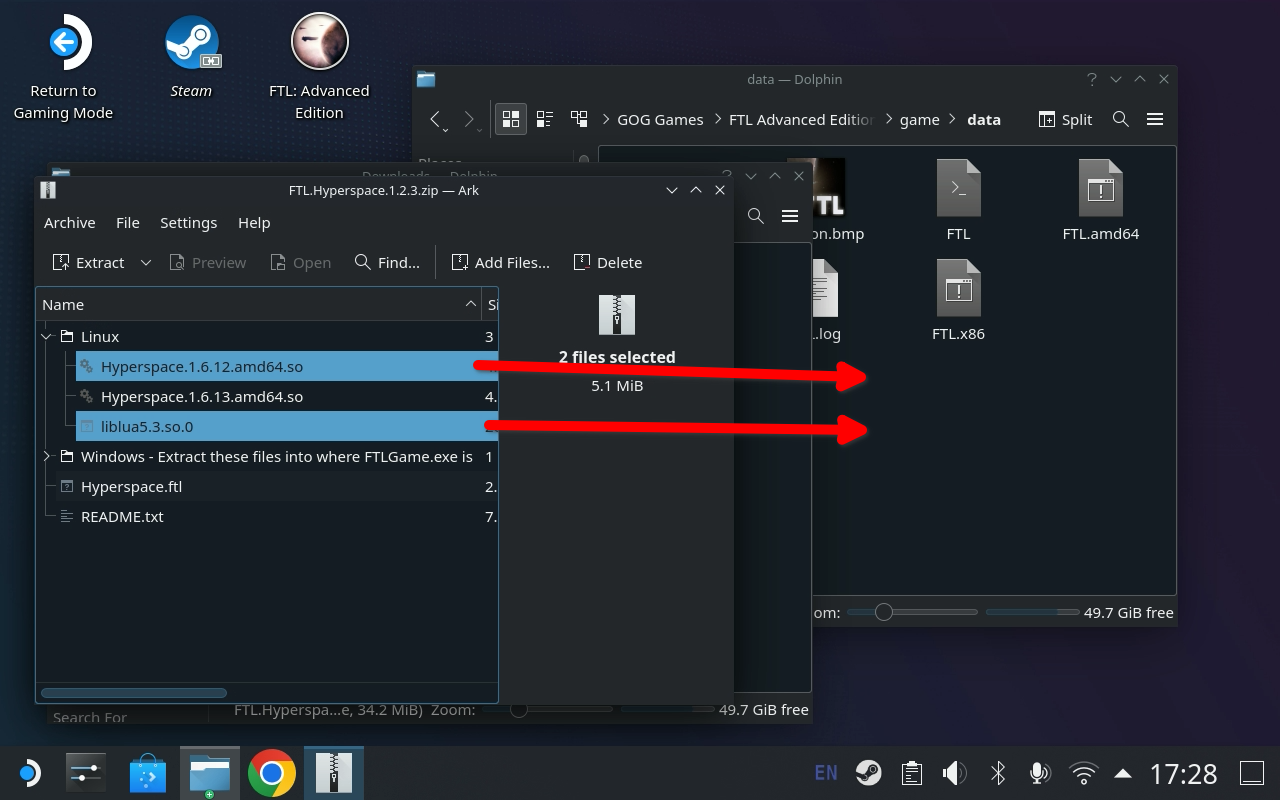 Return to
Gaming Mode
Steam
FTL: Advanced
Edition
data — Dolphin
GOG Games
FTL Advanced Editior
game
data
Split
Places
Downloads — Dolphin
FTL.Hyperspace.1.2.3.zip — Ark
Archive File Settings Help
Extract Preview Open Find... Add Files... Delete
Name Si
Linux 3
Hyperspace.1.6.12.amd64.so
Hyperspace.1.6.13.amd64.so 4.
liblua5.3.so.0
Windows - Extract these files into where FTLGame.exe is 1
Hyperspace.ftl 2.
README.txt 7.
2 files selected
5.1 MiB
TL
on.bmp
FTL
FTL.amd64
.log
FTL.x86
om:
49.7 GiB free
Search For
FTL.Hyperspa...e, 34.2 MiB) Zoom:
49.7 GiB free
EN
17:28